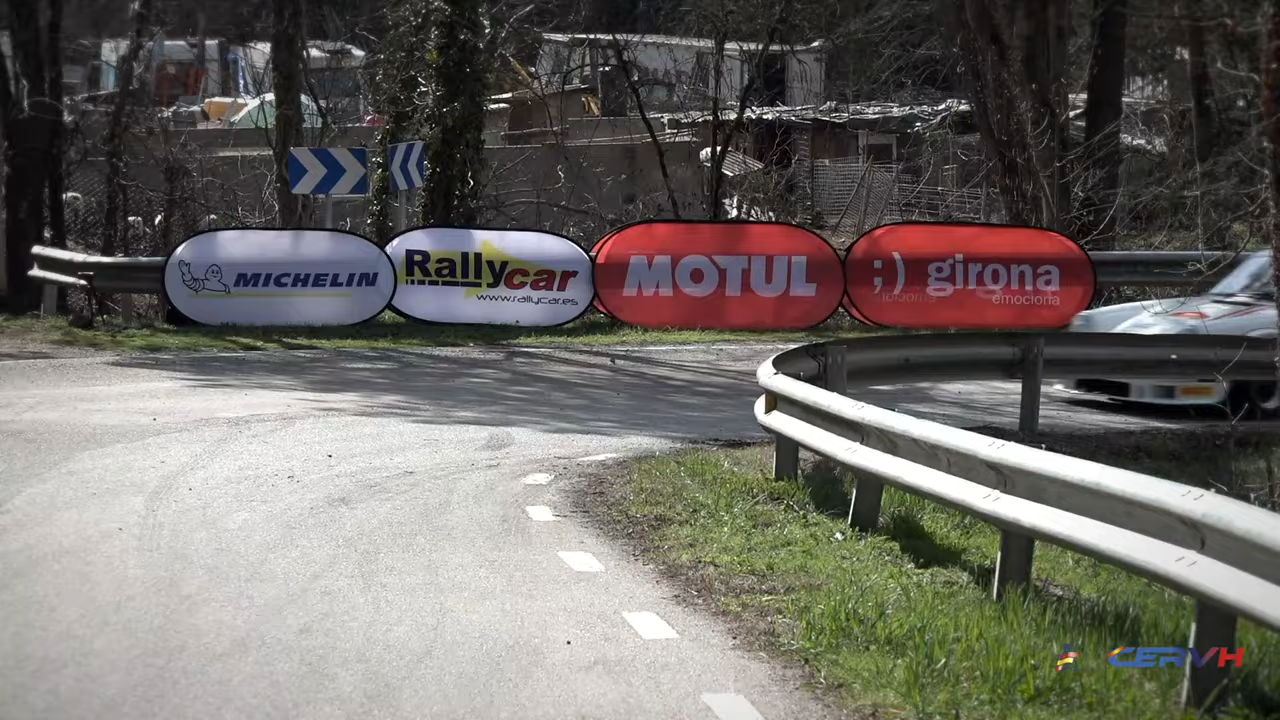 MICHELIN
Rallycar
www.rallycar.es
MOTUL
;) girona
emociona
CERVH